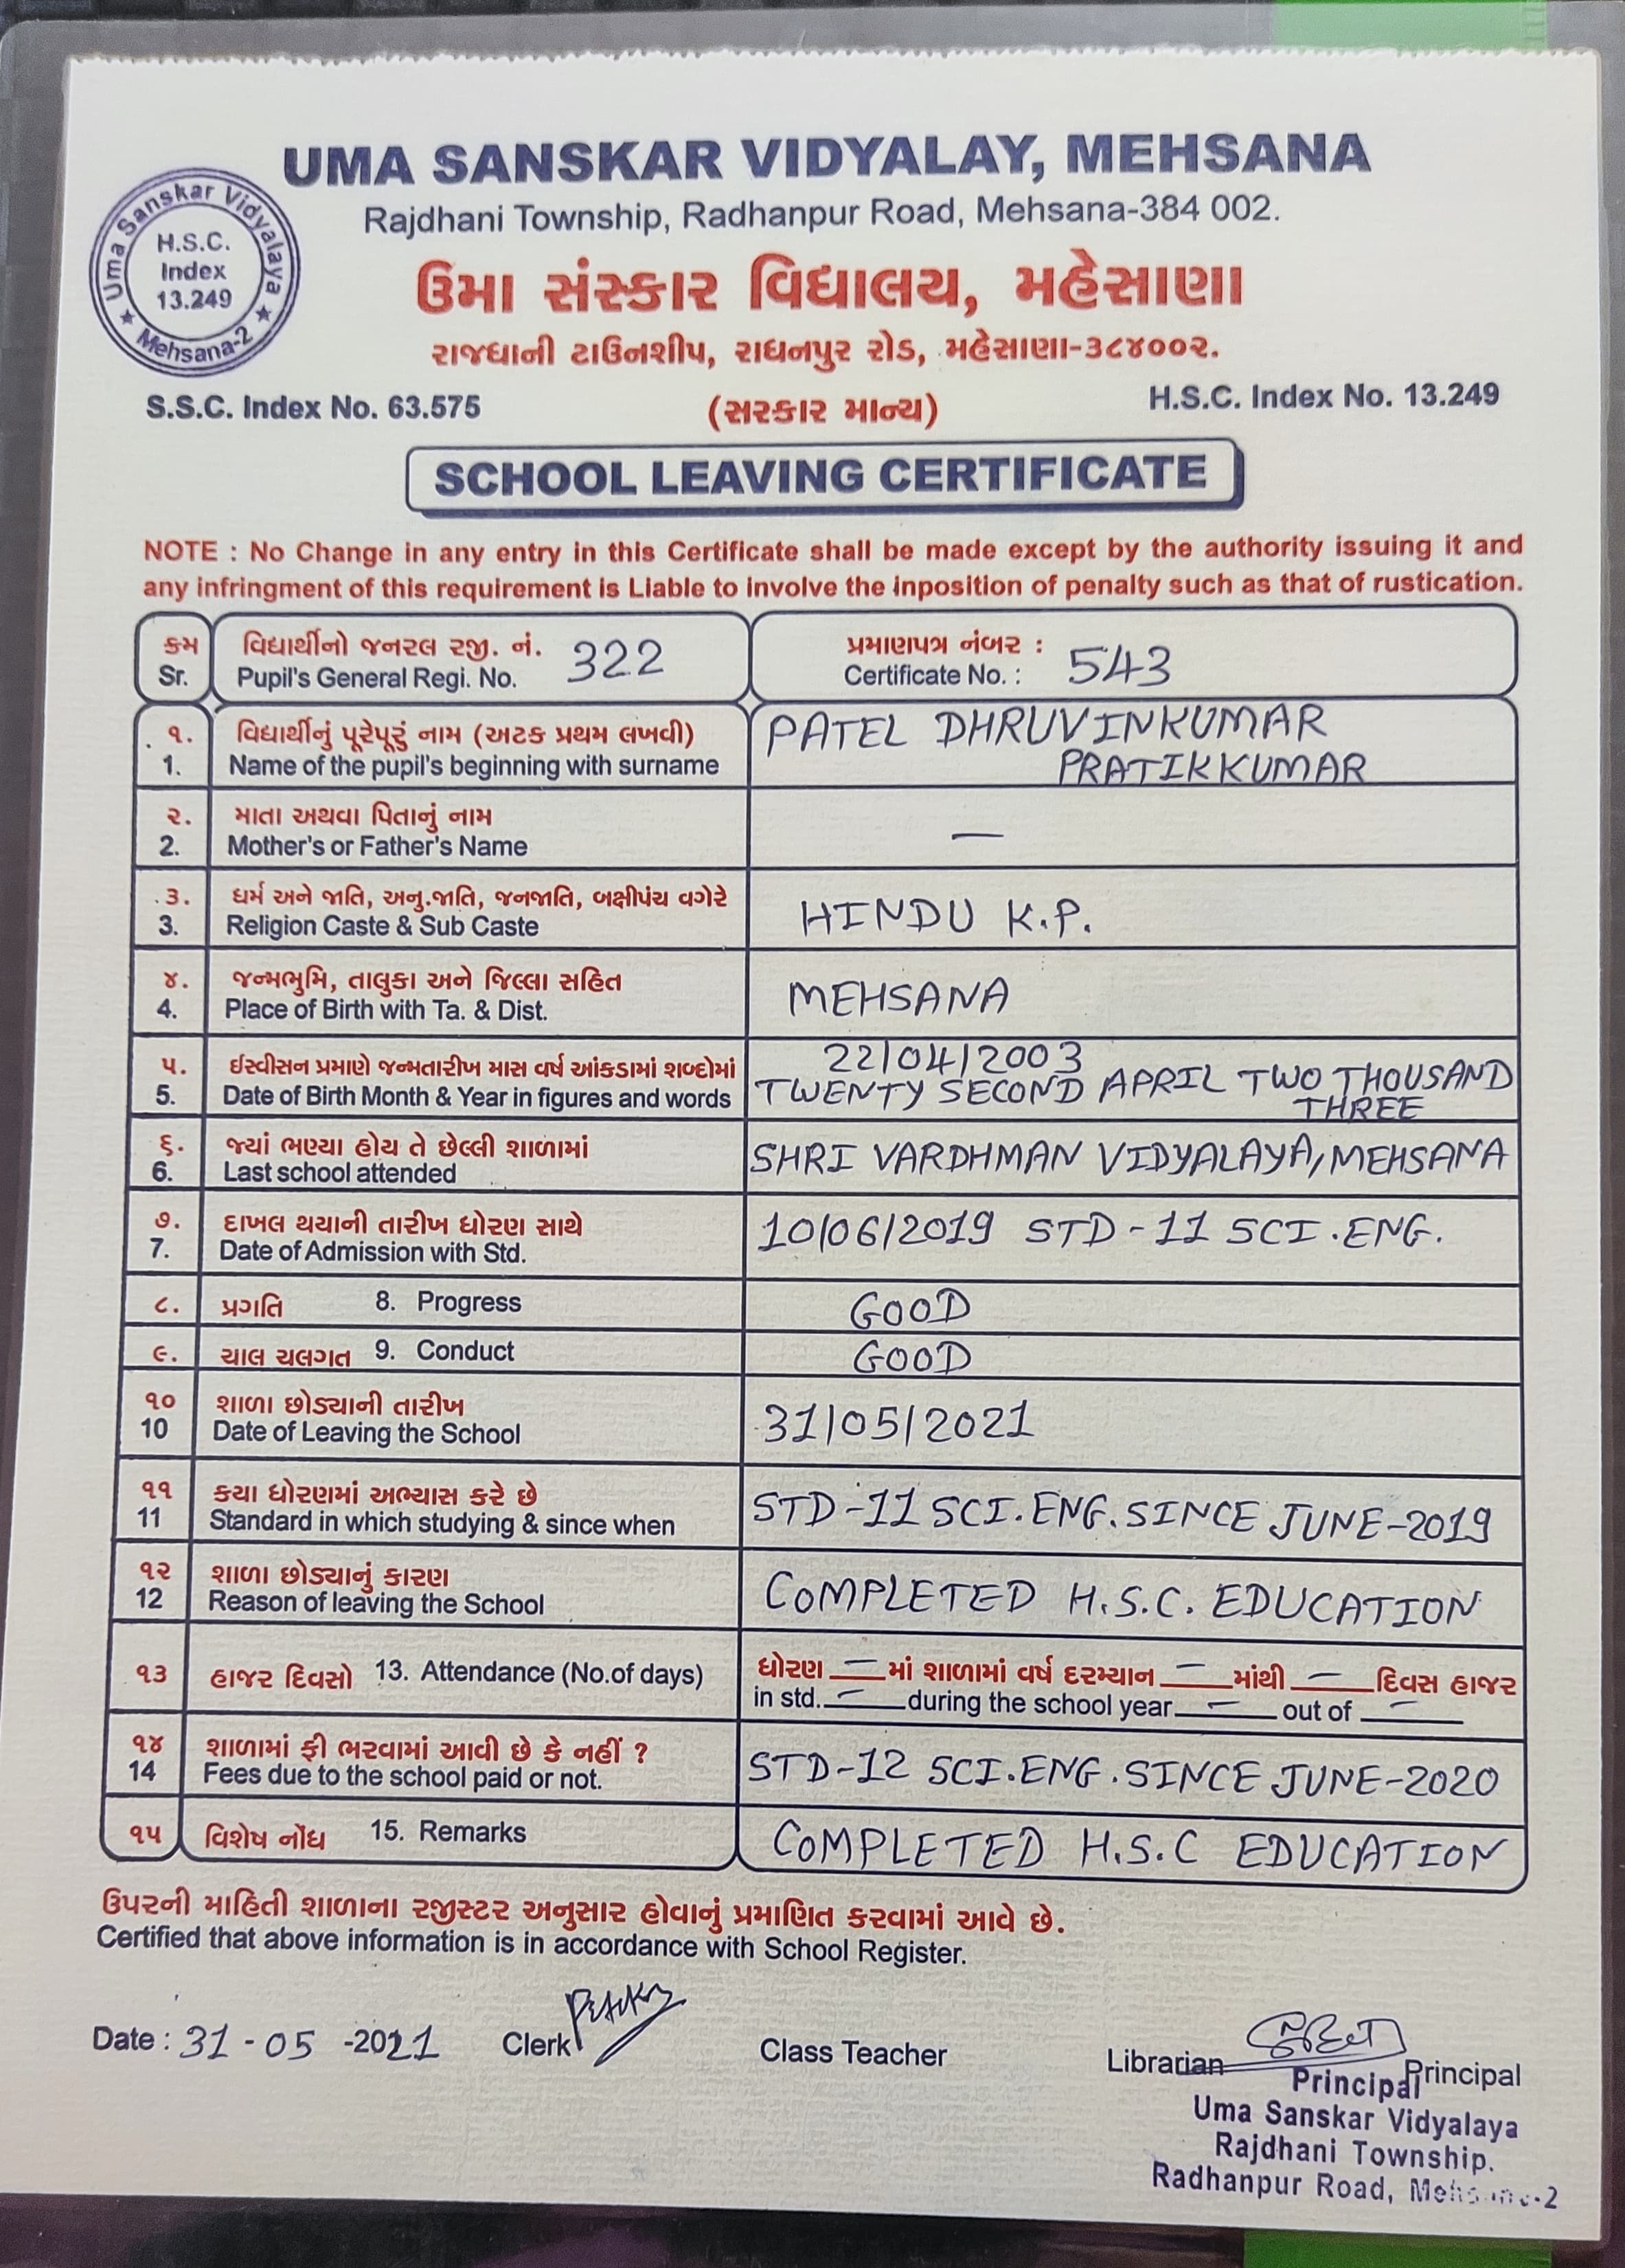 UMA SANSKAR VIDYALAY, MEHSANA
Rajdhani Township, Radhanpur Road, Mehsana-384 002.
Uma Sanskar Vidyalaya
H.S.C.
Index
13.249
★ Mehsana-2 ★
ઉમા સંસ્કાર વિદ્યાલય, મહેસાણા
રાજધાની ટાઉનશીપ, રાધનપુર રોડ, મહેસાણા-૩૮૪૦૦૨.
S.S.C. Index No. 63.575 (સરકાર માન્ય) H.S.C. Index No. 13.249
SCHOOL LEAVING CERTIFICATE
NOTE : No Change in any entry in this Certificate shall be made except by the authority issuing it and
any infringment of this requirement is Liable to involve the inposition of penalty such as that of rustication.
ક્રમ વિદ્યાર્થીનો જનરલ રજી. નં. 322 પ્રમાણપત્ર નંબર :
Sr. Pupil's General Regi. No. Certificate No. : 543
૧. વિદ્યાર્થીનું પૂરેપૂરું નામ (અટક પ્રથમ લખવી) PATEL DHRUVINKUMAR
1. Name of the pupil's beginning with surname PRATIKKUMAR
૨. માતા અથવા પિતાનું નામ —
2. Mother's or Father's Name
૩. ધર્મ અને જાતિ, અનુ.જાતિ, જનજાતિ, બક્ષીપંચ વગેરે
3. Religion Caste & Sub Caste HINDU K.P.
૪. જન્મભુમિ, તાલુકા અને જિલ્લા સહિત
4. Place of Birth with Ta. & Dist. MEHSANA
૫. ઈસ્વીસન પ્રમાણે જન્મતારીખ માસ વર્ષ આંકડામાં શબ્દોમાં 22/04/2003
5. Date of Birth Month & Year in figures and words TWENTY SECOND APRIL TWO THOUSAND
THREE
૬. જ્યાં ભણ્યા હોય તે છેલ્લી શાળામાં
6. Last school attended SHRI VARDHMAN VIDYALAYA, MEHSANA
૭. દાખલ થયાની તારીખ ધોરણ સાથે
7. Date of Admission with Std. 10/06/2019 STD-11 SCI.ENG.
૮. પ્રગતિ 8. Progress GOOD
૯. ચાલ ચલગત 9. Conduct GOOD
૧૦ શાળા છોડ્યાની તારીખ
10 Date of Leaving the School 31/05/2021
૧૧ કયા ધોરણમાં અભ્યાસ કરે છે
11 Standard in which studying & since when STD-11 SCI.ENG.SINCE JUNE-2019
૧૨ શાળા છોડ્યાનું કારણ
12 Reason of leaving the School COMPLETED H.S.C. EDUCATION
૧૩ હાજર દિવસો 13. Attendance (No.of days) ધોરણ — માં શાળામાં વર્ષ દરમ્યાન — માંથી — દિવસ હાજર
in std. — during the school year — out of —
૧૪ શાળામાં ફી ભરવામાં આવી છે કે નહીં ?
14 Fees due to the school paid or not. STD-12 SCI.ENG.SINCE JUNE-2020
૧૫ વિશેષ નોંધ 15. Remarks COMPLETED H.S.C EDUCATION
ઉપરની માહિતી શાળાના રજીસ્ટર અનુસાર હોવાનું પ્રમાણિત કરવામાં આવે છે.
Certified that above information is in accordance with School Register.
Date : 31-05-2021 Clerk Class Teacher Librarian Principal
Principal
Uma Sanskar Vidyalaya
Rajdhani Township.
Radhanpur Road, Mehsana-2